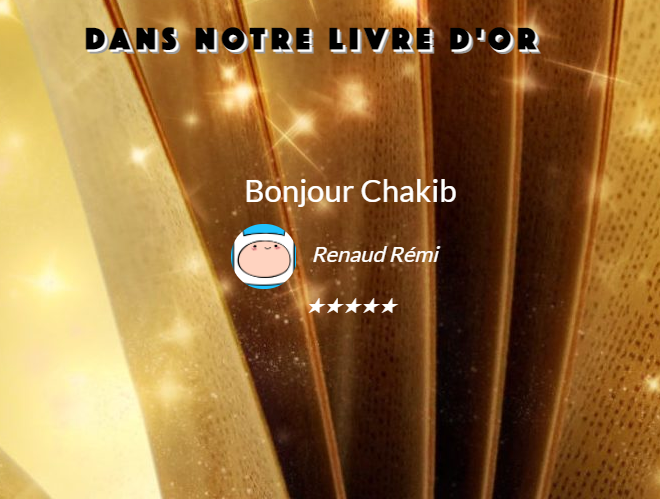 DANS NOTRE LIVRE D'OR
Bonjour Chakib
Renaud Rémi
★★★★★